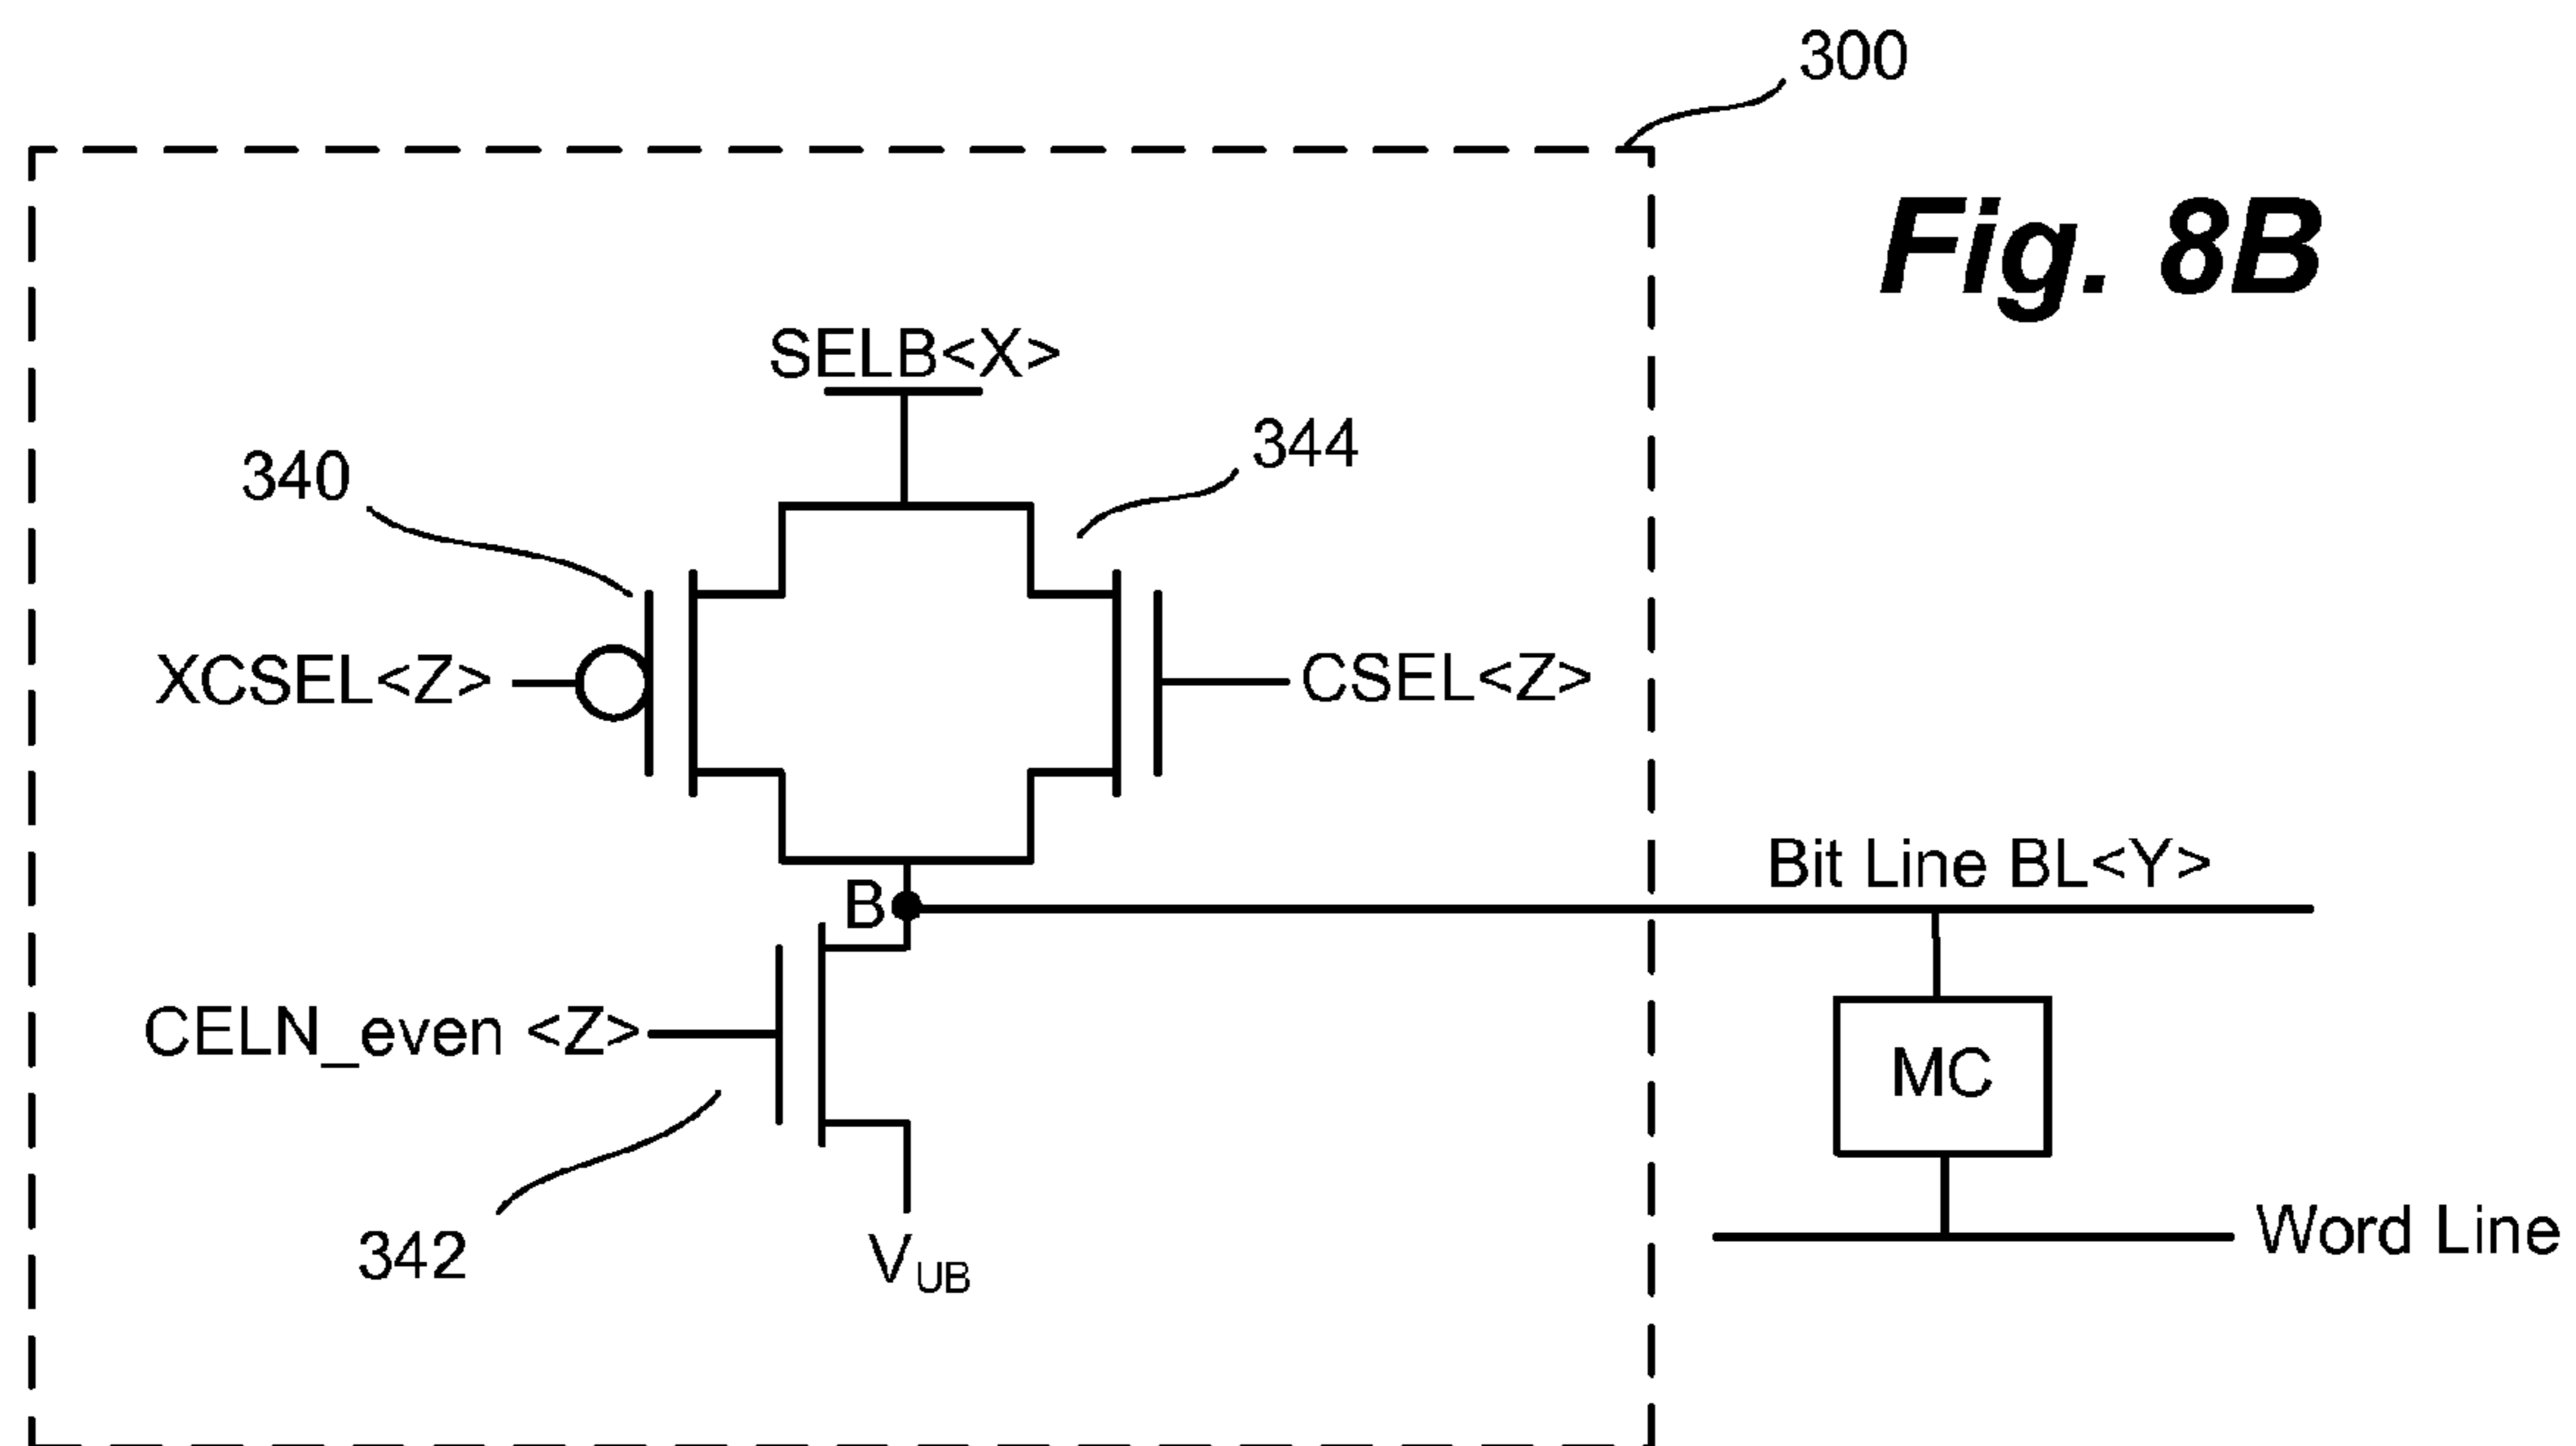 300
Fig. 8B
SELB<X>
344
340
XCSEL<Z>
CSEL<Z>
Bit Line BL<Y>
B
CELN_even <Z>
MC
Word Line
342
VUB